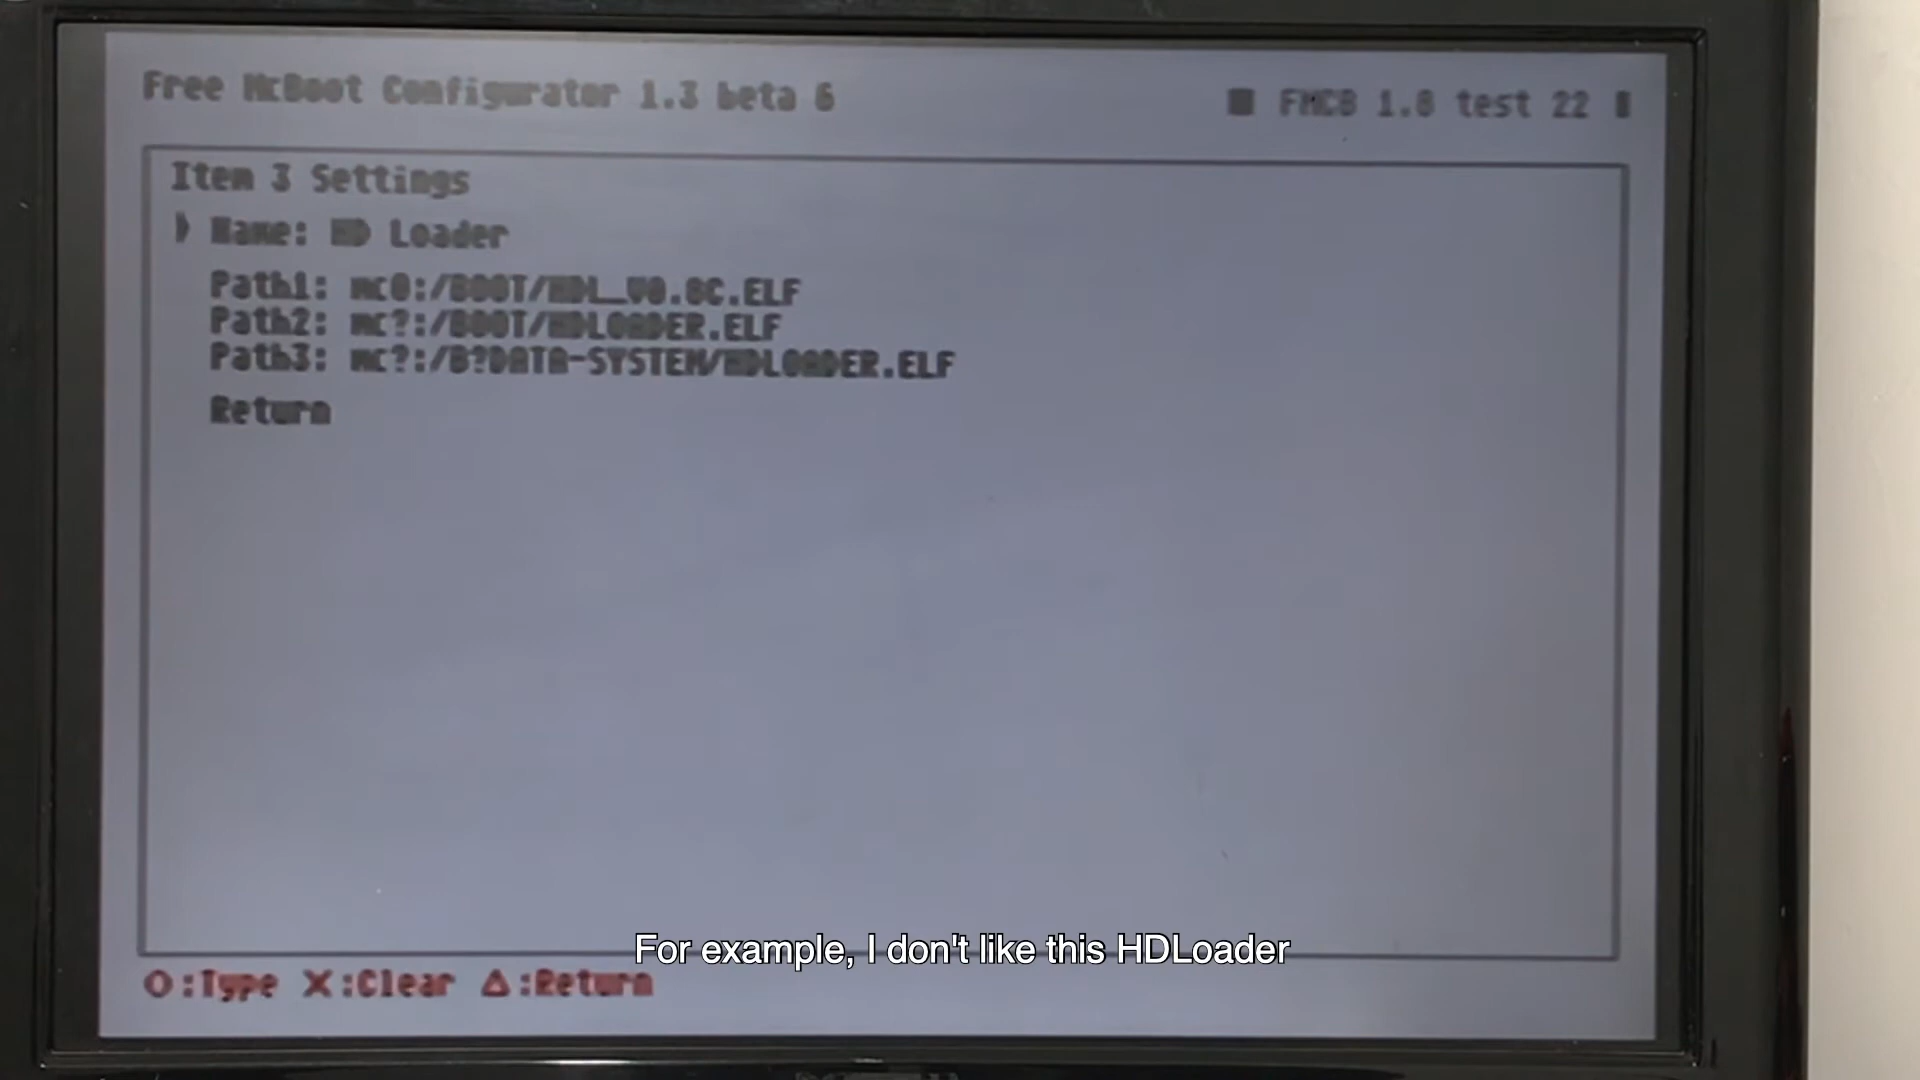 Free McBoot Configurator 1.3 beta 6
FMCB 1.8 test 22
Item 3 Settings
Name: HD Loader
Path1: mc0:/BOOT/HDL_V0.8C.ELF
Path2: mc?:/BOOT/HDLOADER.ELF
Path3: mc?:/B?DATA-SYSTEM/HDLOADER.ELF
Return
For example, I don't like this HDLoader
O:Type X:Clear △:Return